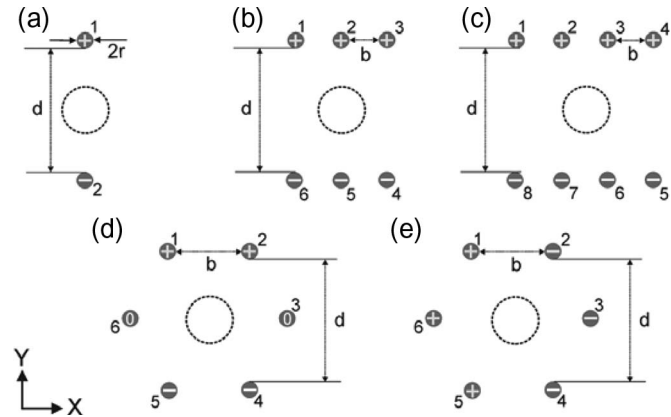 (a) (b) (c)
1 1 2 3 1 2 3 4
+ + + + + + + +
2r b b
d d d
− − − − − − − −
2 6 5 4 8 7 6 5
(d) (e)
1 2 1 2
+ + + −
b b
6 0 0 3 d 6 + − 3 d
− − + −
5 4 5 4
Y
X